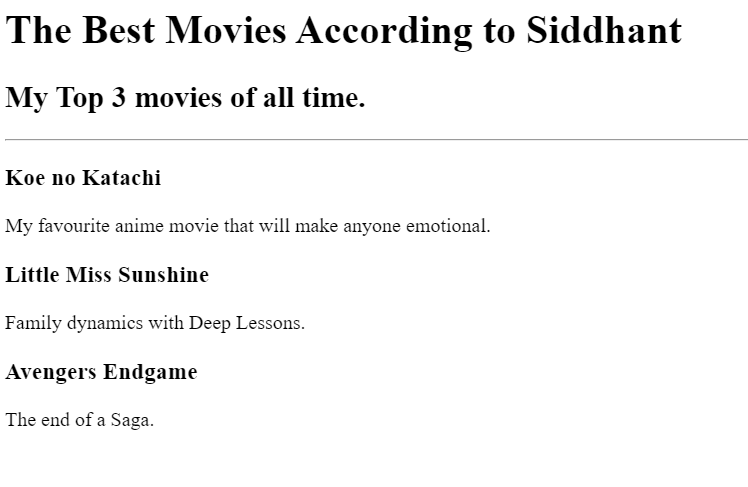 The Best Movies According to Siddhant
My Top 3 movies of all time.
Koe no Katachi
My favourite anime movie that will make anyone emotional.
Little Miss Sunshine
Family dynamics with Deep Lessons.
Avengers Endgame
The end of a Saga.